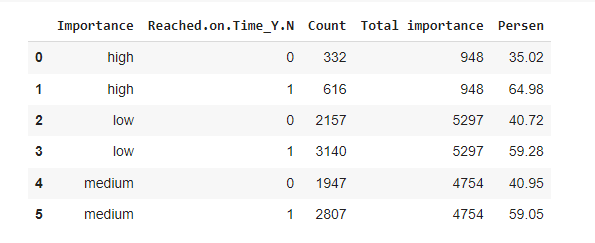 Importance Reached.on.Time_Y.N Count Total importance Persen
0 high 0 332 948 35.02
1 high 1 616 948 64.98
2 low 0 2157 5297 40.72
3 low 1 3140 5297 59.28
4 medium 0 1947 4754 40.95
5 medium 1 2807 4754 59.05